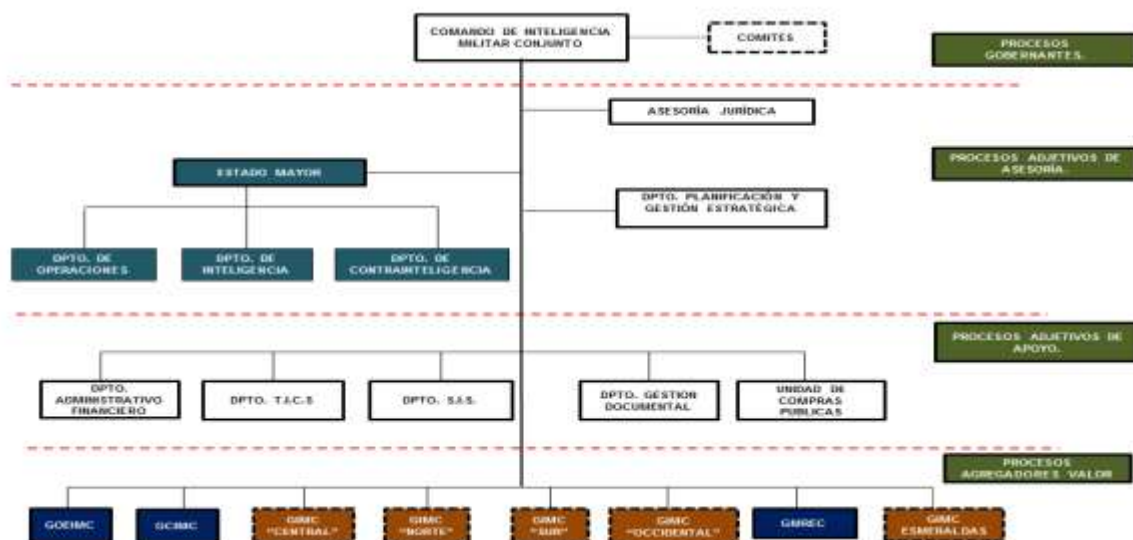 COMANDO DE INTELIGENCIA
MILITAR CONJUNTO
COMITES
PROCESOS
GOBERNANTES.
ASESORÍA JURÍDICA
ESTADO MAYOR
PROCESOS ADJETIVOS DE
ASESORÍA.
DPTO. PLANIFICACIÓN Y
GESTIÓN ESTRATÉGICA
DPTO. DE
OPERACIONES
DPTO. DE
INTELIGENCIA
DPTO. DE
CONTRAINTELIGENCIA
PROCESOS ADJETIVOS DE
APOYO.
DPTO.
ADMINISTRATIVO
FINANCIERO
DPTO. T.I.C.S
DPTO. S.I.S.
DPTO. GESTIÓN
DOCUMENTAL
UNIDAD DE
COMPRAS
PUBLICAS
PROCESOS
AGREGADORES VALOR
GOEIMC
GCIMC
GIMC
"CENTRAL"
GIMC
"NORTE"
GIMC
"SUR"
GIMC
"OCCIDENTAL"
GMREC
GIMC
ESMERALDAS